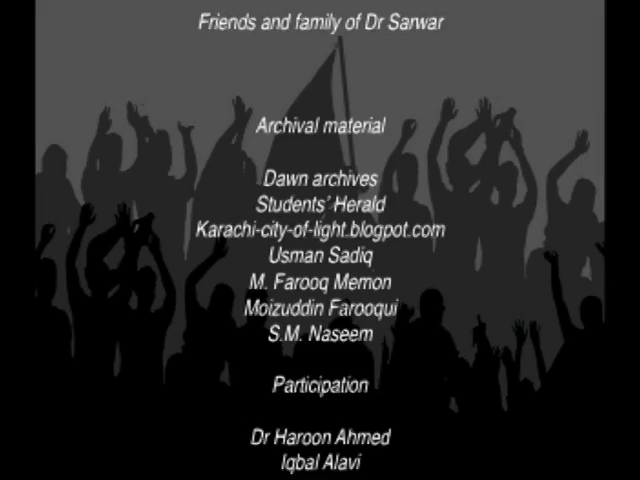 Friends and family of Dr Sarwar
Archival material
Dawn archives
Students' Herald
Karachi-city-of-light.blogpot.com
Usman Sadiq
M. Farooq Memon
Moizuddin Farooqui
S.M. Naseem
Participation
Dr Haroon Ahmed
Iqbal Alavi